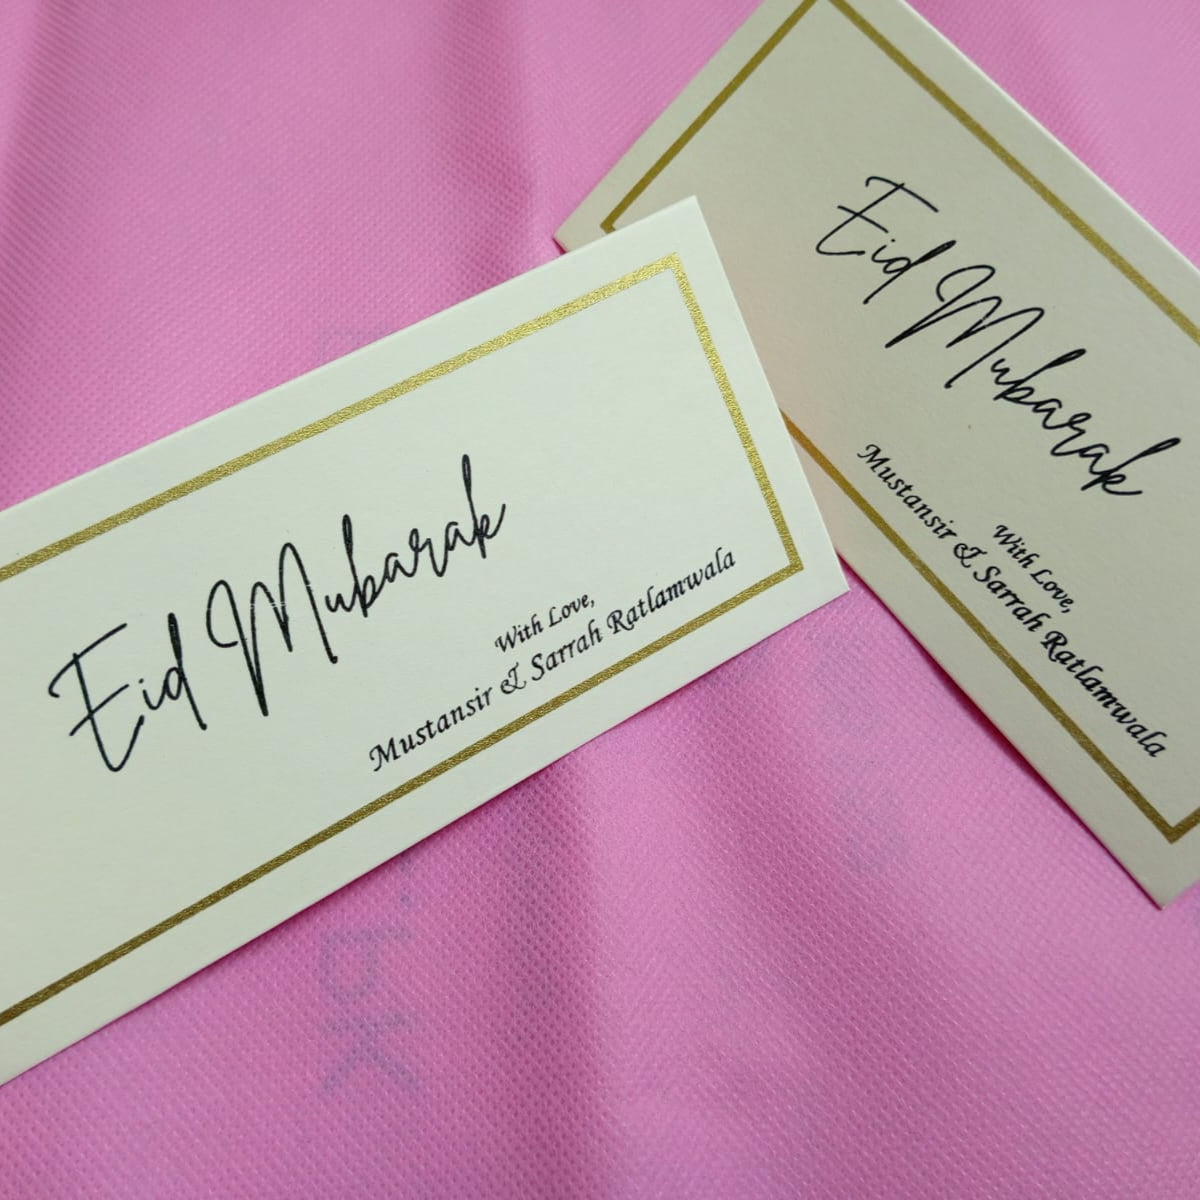 Eid Mubarak
With Love,
Mustansir & Sarrah Ratlamwala
Eid Mubarak
With Love,
Mustansir & Sarrah Ratlamwala